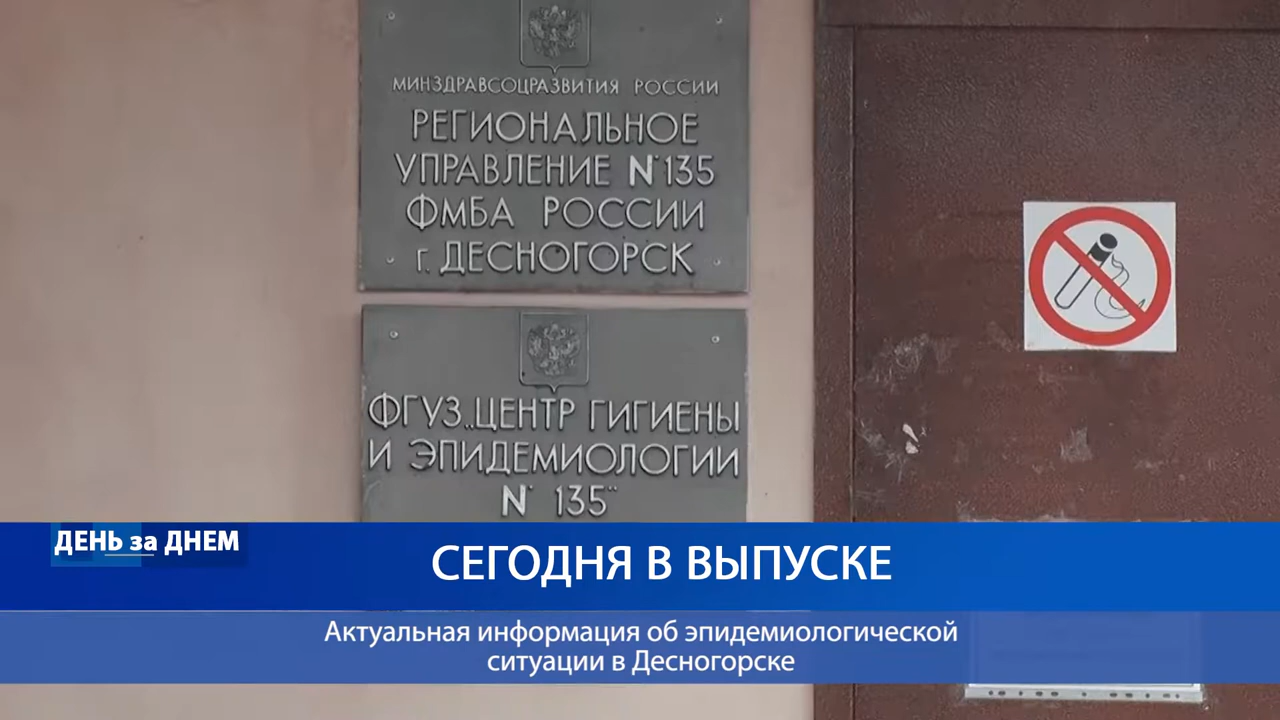 МИНЗДРАВСОЦРАЗВИТИЯ РОССИИ
РЕГИОНАЛЬНОЕ
УПРАВЛЕНИЕ N°135
ФМБА РОССИИ
г. ДЕСНОГОРСК
ФГУЗ „ЦЕНТР ГИГИЕНЫ
И ЭПИДЕМИОЛОГИИ
N° 135"
ДЕНЬ за ДНЕМ
СЕГОДНЯ В ВЫПУСКЕ
Актуальная информация об эпидемиологической
ситуации в Десногорске